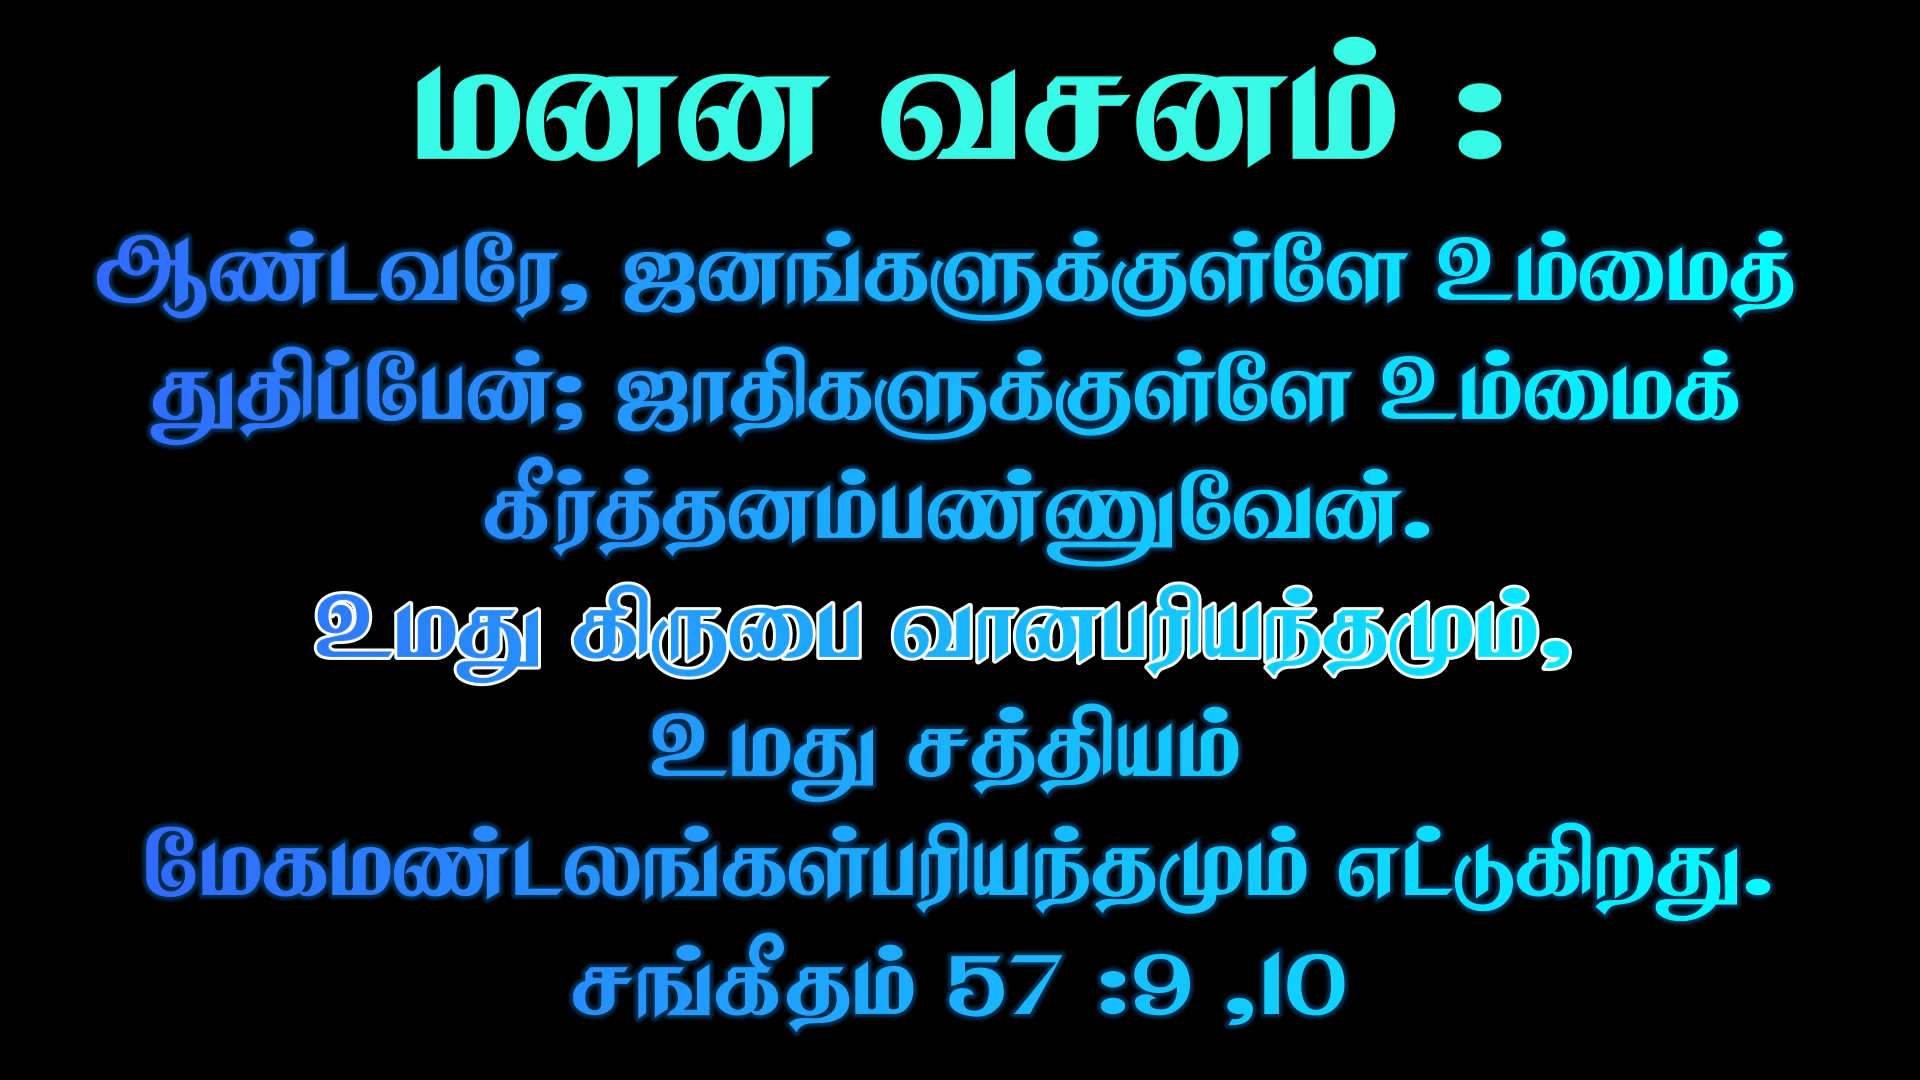 மனன வசனம் :
ஆண்டவரே, ஜனங்களுக்குள்ளே உம்மைத்
துதிப்பேன்; ஜாதிகளுக்குள்ளே உம்மைக்
கீர்த்தனம்பண்ணுவேன்.
உமது கிருபை வானபரியந்தமும்,
உமது சத்தியம்
மேகமண்டலங்கள்பரியந்தமும் எட்டுகிறது.
சங்கீதம் 57 :9 ,10